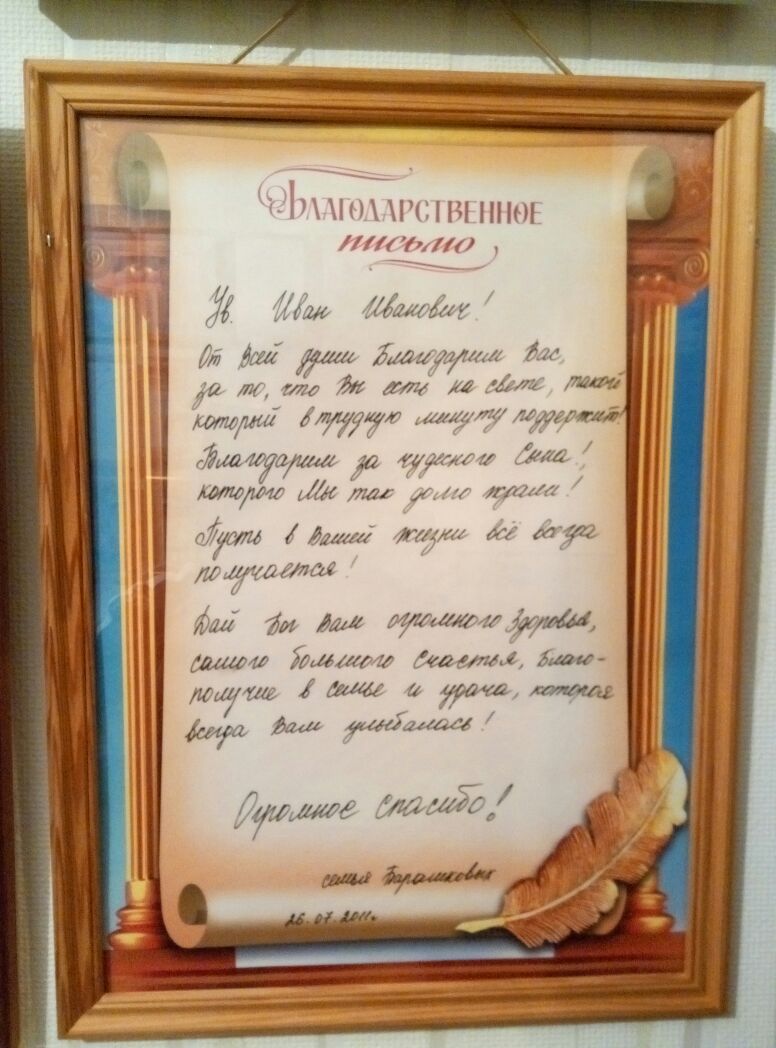 Благодарственное
письмо
Ув. Иван Иванович!
От Всей души Благодарим Вас,
за то, что Вы есть на свете, такой
который в трудную минуту поддержит!
Благодарим за чудесного Сына!,
которого Мы так долго ждали!
Пусть в Вашей жизни всё всегда
получается!
Дай Бог Вам огромного Здоровья,
самого большого Счастья, Благо-
получие в семье и удача, которая
всегда Вам улыбалась!
Огромное спасибо!
семья Барашковых
26.07.2011г.